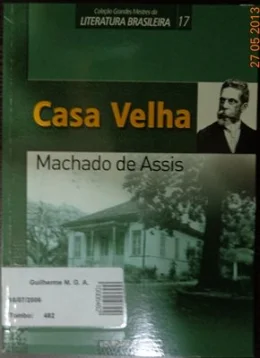 Coleção Grandes Mestres da
LITERATURA BRASILEIRA 17
27 05 2013
Casa Velha
Machado de Assis
Guilherme M. G. A.
Tombo: 482